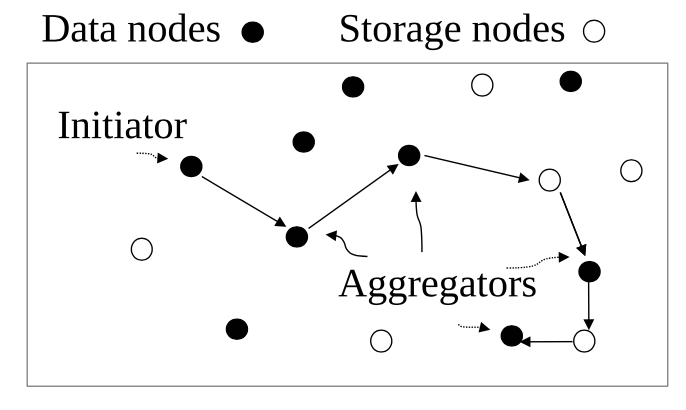 Data nodes Storage nodes
Initiator
Aggregators